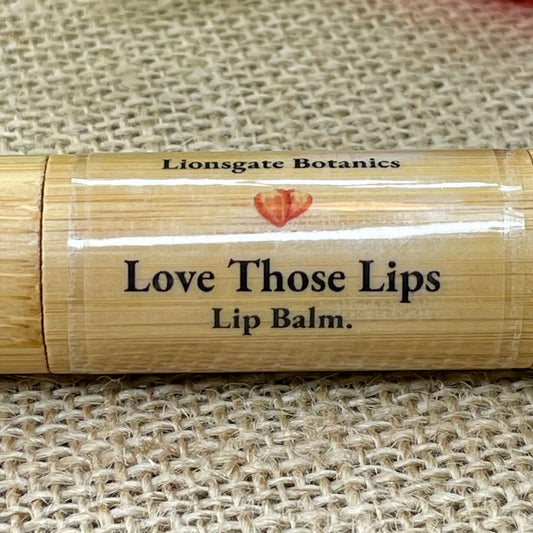 Lionsgate Botanics
Love Those Lips
Lip Balm.